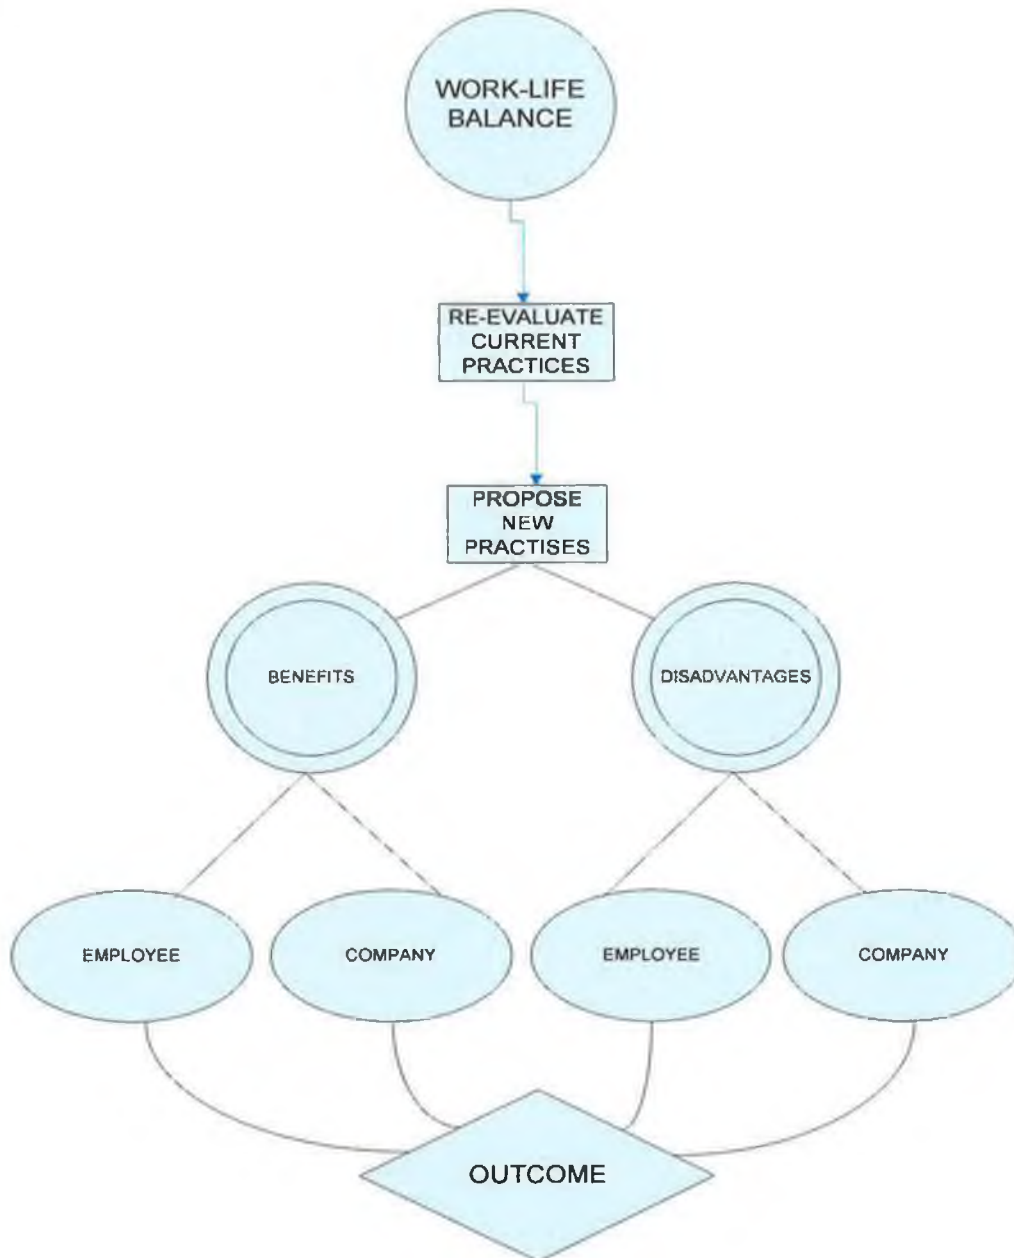 WORK-LIFE
BALANCE
RE-EVALUATE
CURRENT
PRACTICES
PROPOSE
NEW
PRACTISES
BENEFITS
DISADVANTAGES
EMPLOYEE
COMPANY
EMPLOYEE
COMPANY
OUTCOME